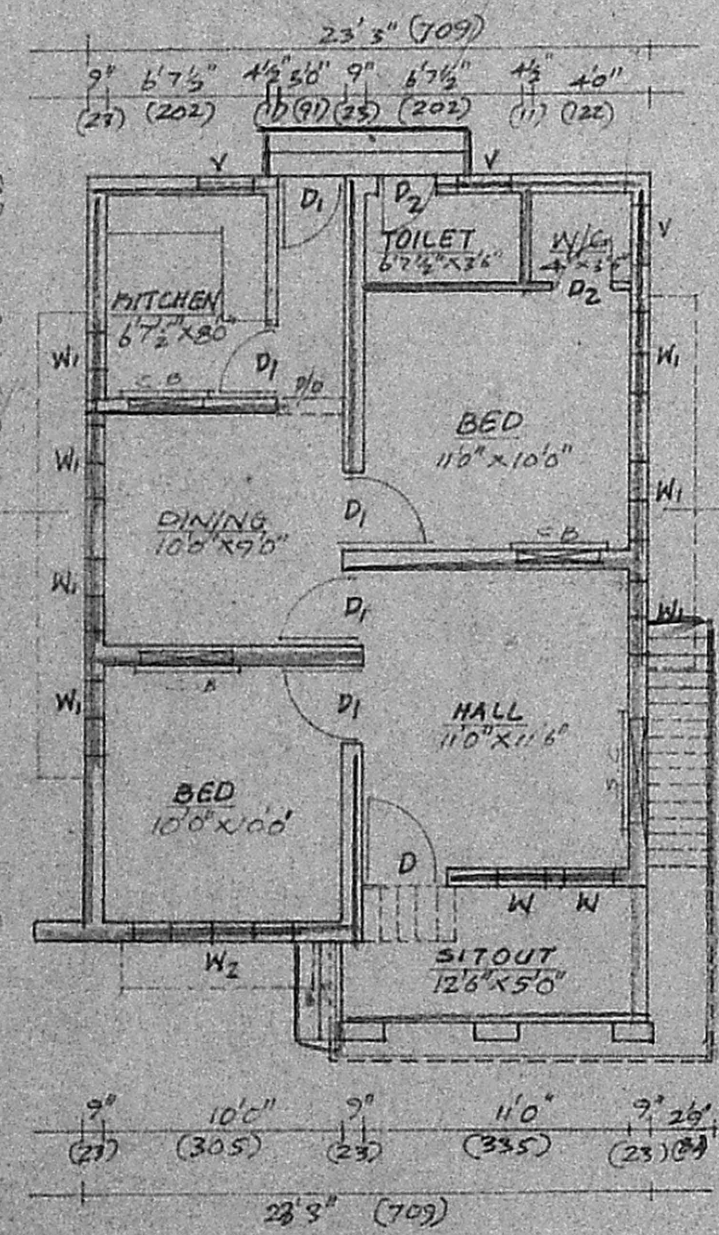 23'3" (709)
9" 6'7½" 4½" 3'0" 9" 6'7½" 4½" 4'0"
(23) (202) (11) (91) (23) (202) (11) (122)
V V
D1 D2
TOILET W/C V
6'7½"X3'6"
D2
KITCHEN
6'7½"X8'0"
W1 D1 W1
C B D/O
BED
11'0"X10'0"
W1 W1
D1
DINING
10'0"X9'0"
C B
W1 D1 W1
W1 D1
HALL
11'0"X11'6"
BED
10'0"X10'0"
S.C
D
W W
W2
SITOUT
12'6"X5'0"
9" 10'0" 9" 11'0" 9" 2'9"
(23) (305) (23) (335) (23)
23'3" (709)